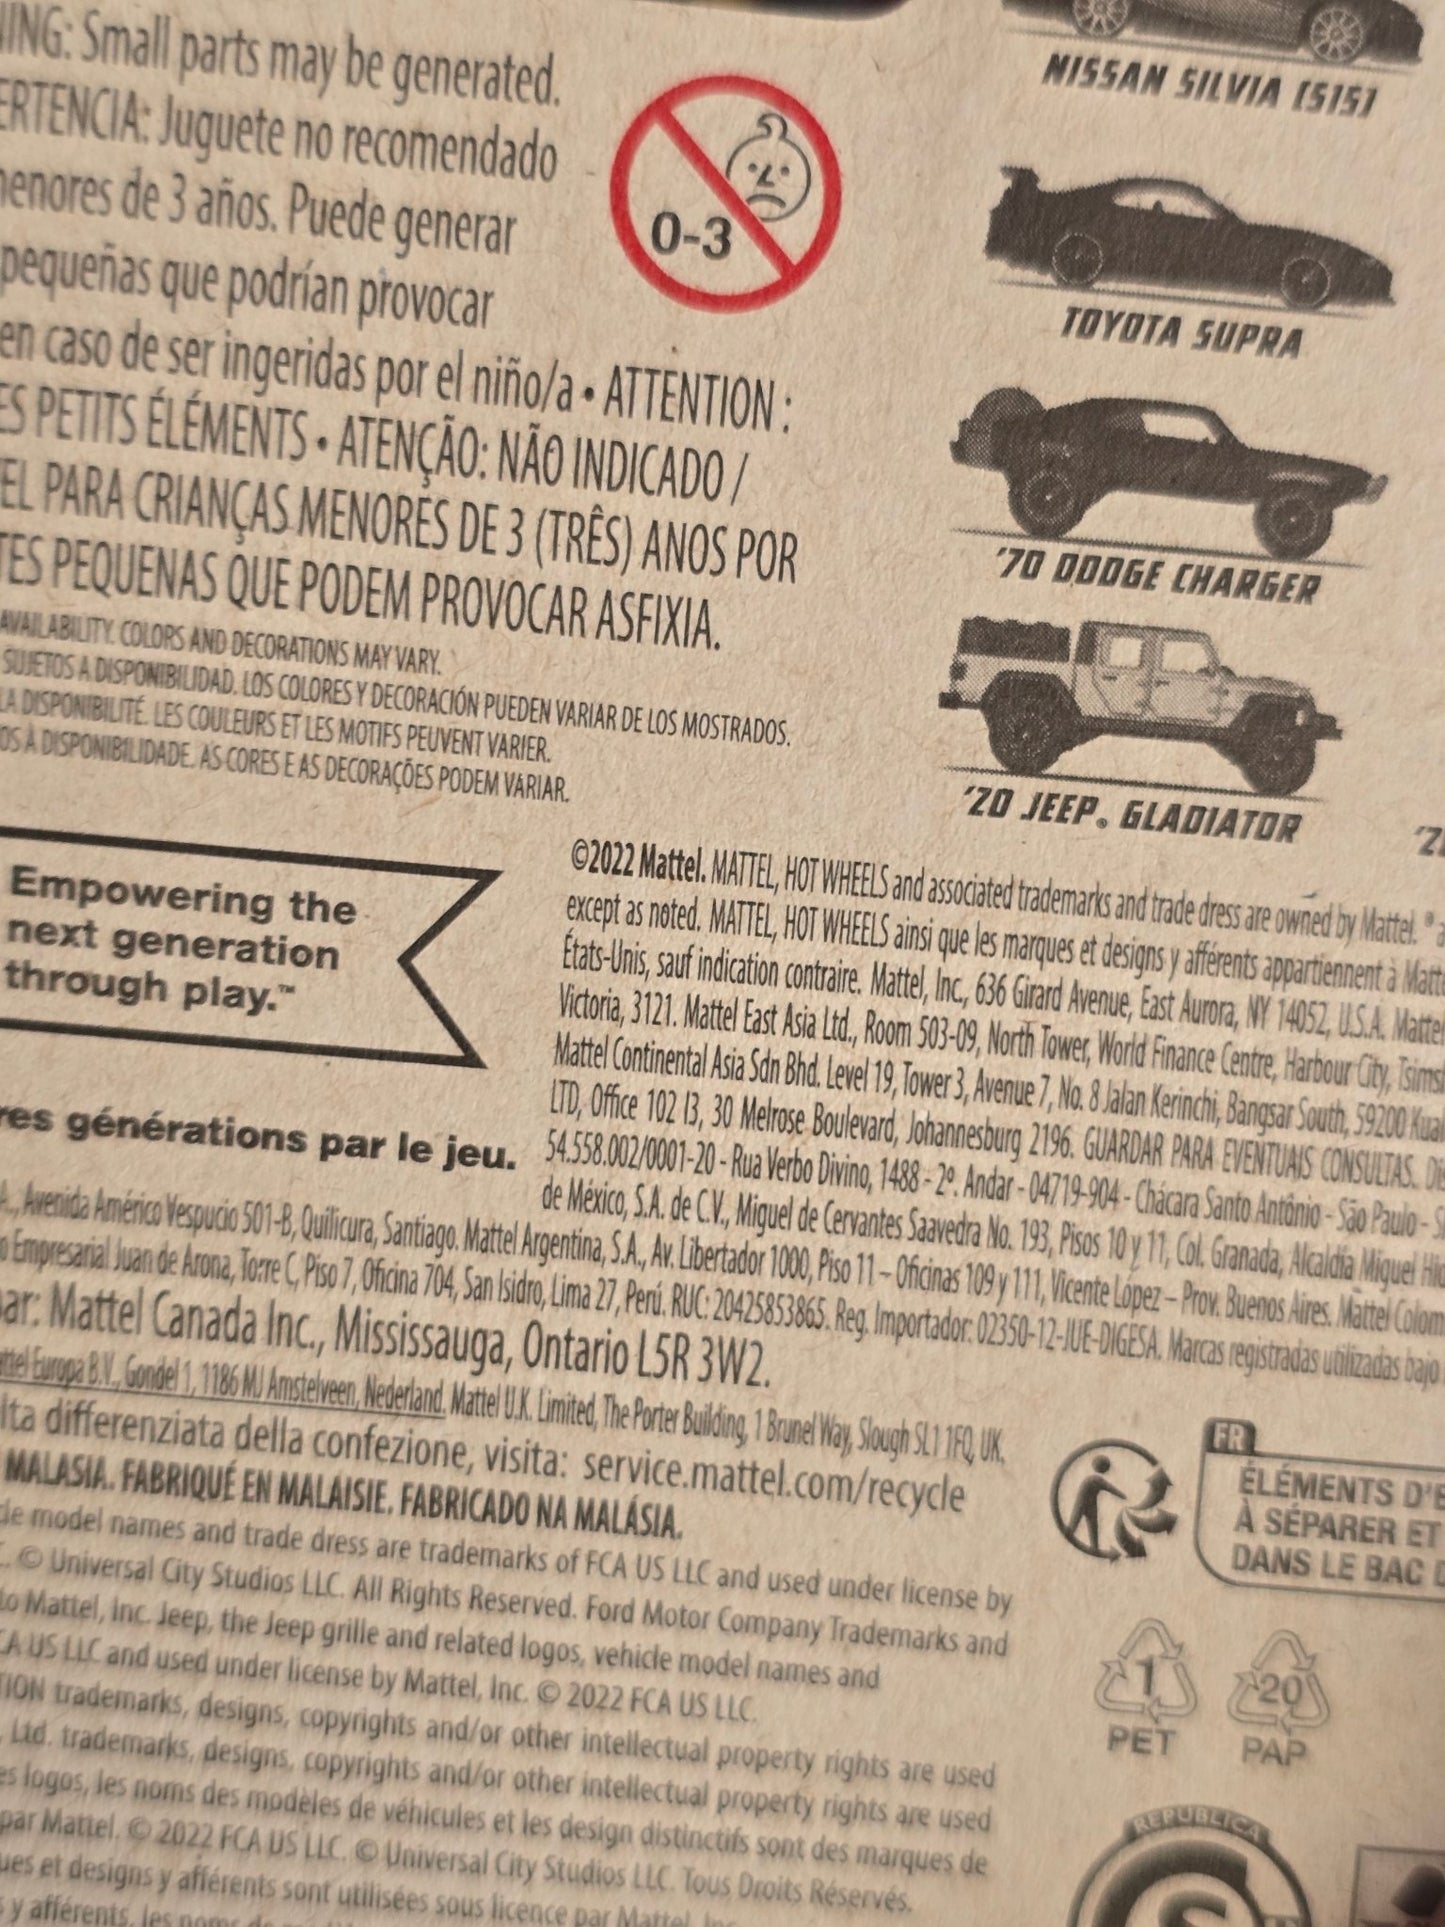 Small parts may be generated.
Juguete no recomendado
de 3 años. Puede generar
pequeñas que podrían provocar
en caso de ser ingeridas por el niño/a • ATTENTION :
PETITS ÉLÉMENTS • ATENÇÃO: NÃO INDICADO /
PARA CRIANÇAS MENORES DE 3 (TRÊS) ANOS POR
PEQUENAS QUE PODEM PROVOCAR ASFIXIA.
AVAILABILITY. COLORS AND DECORATIONS MAY VARY.
SUJETOS A DISPONIBILIDAD. LOS COLORES Y DECORACIÓN PUEDEN VARIAR DE LOS MOSTRADOS.
LA DISPONIBILITÉ. LES COULEURS ET LES MOTIFS PEUVENT VARIER.
À DISPONIBILIDADE. AS CORES E AS DECORAÇÕES PODEM VARIAR.
0-3
NISSAN SILVIA (S15)
TOYOTA SUPRA
'70 DODGE CHARGER
'20 JEEP® GLADIATOR
Empowering the
next generation
through play.™
générations par le jeu.
©2022 Mattel. MATTEL, HOT WHEELS and associated trademarks and trade dress are owned by Mattel. ®
except as noted. MATTEL, HOT WHEELS ainsi que les marques et designs y afférents appartiennent à
États-Unis, sauf indication contraire. Mattel, Inc., 636 Girard Avenue, East Aurora, NY 14052, U.S.A. Mattel
Victoria, 3121. Mattel East Asia Ltd., Room 503-09, North Tower, World Finance Centre, Harbour City,
Mattel Continental Asia Sdn Bhd. Level 19, Tower 3, Avenue 7, No. 8 Jalan Kerinchi, Bangsar South, 59200
LTD, Office 102 I3, 30 Melrose Boulevard, Johannesburg 2196. GUARDAR PARA EVENTUAIS CONSULTAS.
54.558.002/0001-20 - Rua Verbo Divino, 1488 - 2º. Andar - 04719-904 - Chácara Santo Antônio - São Paulo -
de México, S.A. de C.V., Miguel de Cervantes Saavedra No. 193, Pisos 10 y 11, Col. Granada, Alcaldía Miguel
Avenida Américo Vespucio 501-B, Quilicura, Santiago. Mattel Argentina, S.A., Av. Libertador 1000, Piso 11 – Oficinas 109 y 111, Vicente López – Prov. Buenos Aires. Mattel
Empresarial Juan de Arona, Torre C, Piso 7, Oficina 704, San Isidro, Lima 27, Perú. RUC: 20425853865. Reg. Importador: 02350-12-JUE-DIGESA. Marcas registradas utilizadas bajo
Mattel Canada Inc., Mississauga, Ontario L5R 3W2.
Europa B.V., Gondel 1, 1186 MJ Amstelveen, Nederland. Mattel U.K. Limited, The Porter Building, 1 Brunel Way, Slough SL1 1FQ, UK.
differenziata della confezione, visita: service.mattel.com/recycle
MALASIA. FABRIQUÉ EN MALAISIE. FABRICADO NA MALÁSIA.
model names and trade dress are trademarks of FCA US LLC and used under license by
© Universal City Studios LLC. All Rights Reserved. Ford Motor Company Trademarks and
to Mattel, Inc. Jeep, the Jeep grille and related logos, vehicle model names and
US LLC and used under license by Mattel, Inc. © 2022 FCA US LLC.
trademarks, designs, copyrights and/or other intellectual property rights are used
Ltd. trademarks, designs, copyrights and/or other intellectual property rights are used
logos, les noms des modèles de véhicules et les design distinctifs sont des marques de
par Mattel. © 2022 FCA US LLC. © Universal City Studios LLC. Tous Droits Réservés.
et designs y afférents sont utilisées sous licence par Mattel,
y afférents, les noms
FR
ÉLÉMENTS
À SÉPARER ET
DANS LE BAC
1
PET
20
PAP
REPUBLICA
S